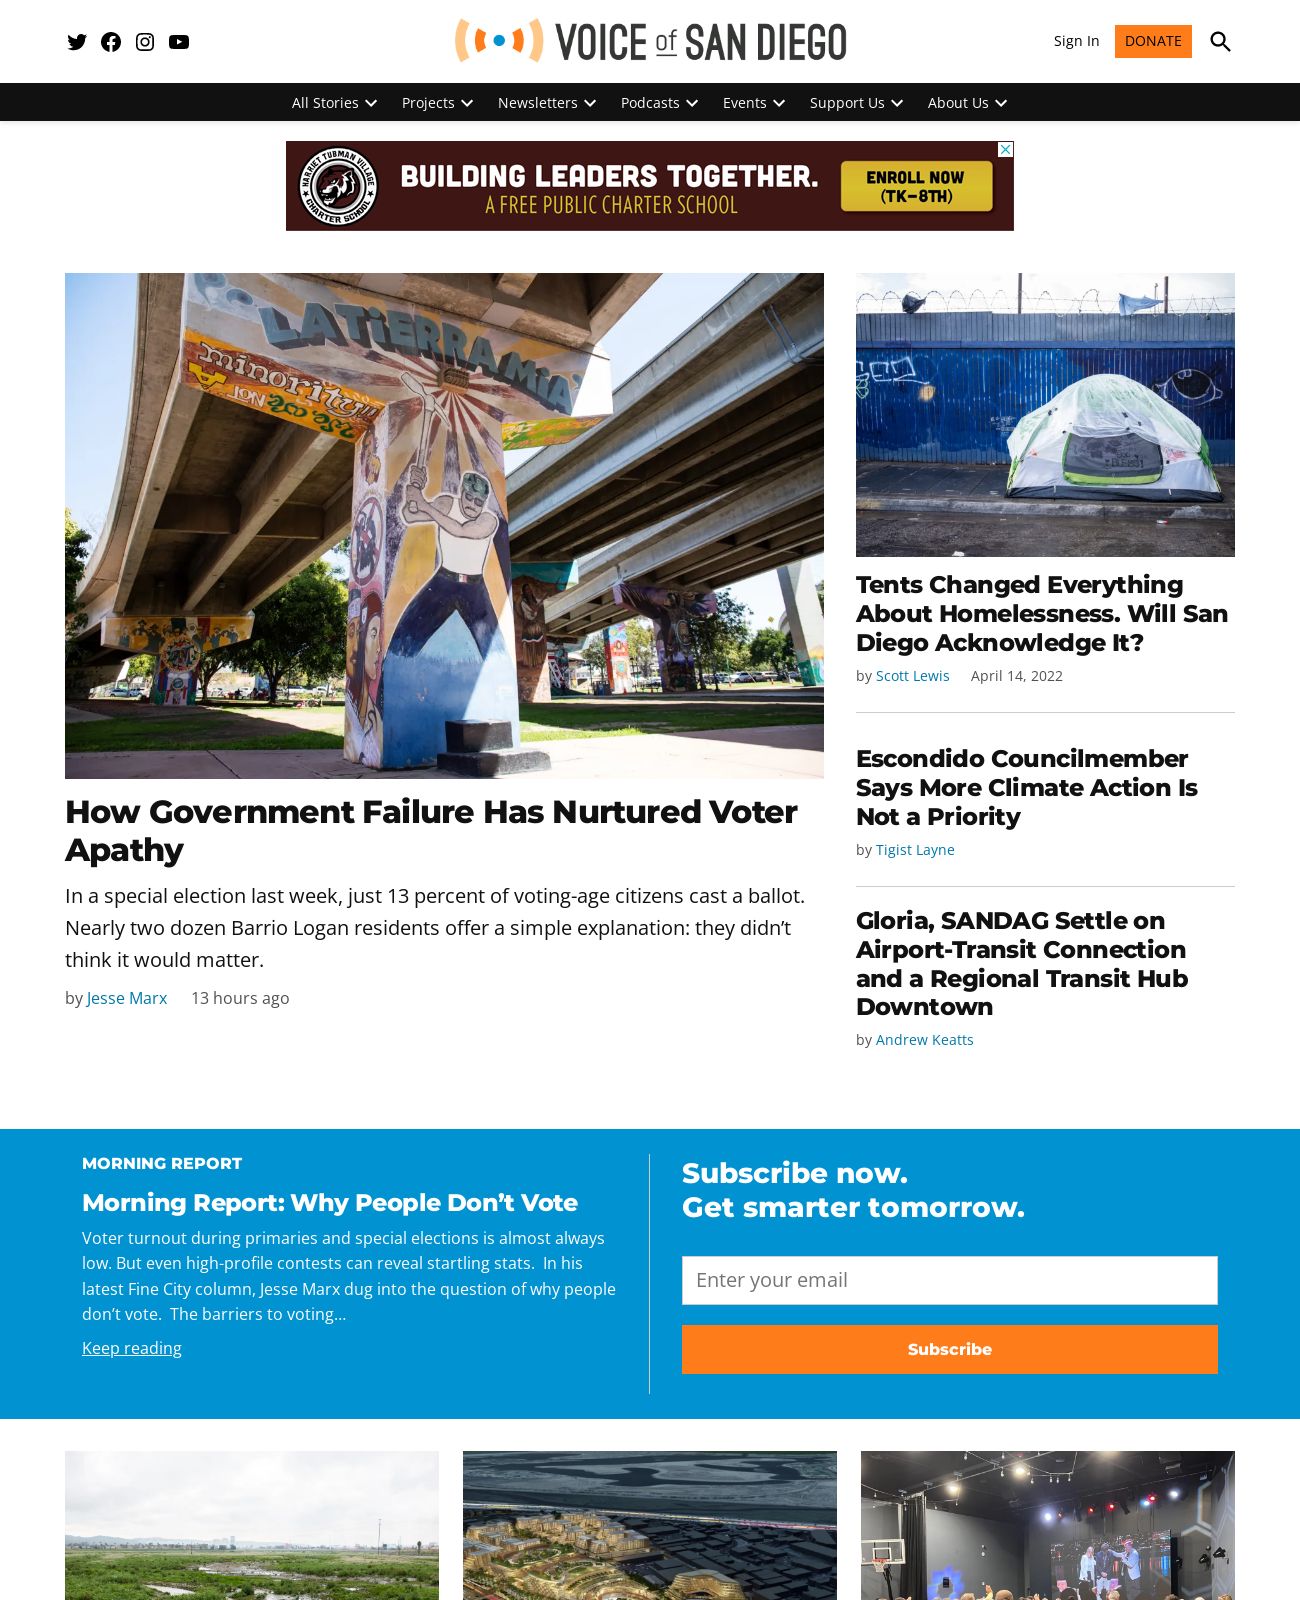 VOICE of SAN DIEGO
Sign In
DONATE
All Stories
Projects
Newsletters
Podcasts
Events
Support Us
About Us
HARRIET TUBMAN VILLAGE
CHARTER SCHOOL
BUILDING LEADERS TOGETHER.
A FREE PUBLIC CHARTER SCHOOL
ENROLL NOW
(TK–8TH)
LA TIERRA MIA
minority!!
How Government Failure Has Nurtured Voter
Apathy
In a special election last week, just 13 percent of voting-age citizens cast a ballot.
Nearly two dozen Barrio Logan residents offer a simple explanation: they didn’t
think it would matter.
by Jesse Marx
13 hours ago
Tents Changed Everything
About Homelessness. Will San
Diego Acknowledge It?
by Scott Lewis
April 14, 2022
Escondido Councilmember
Says More Climate Action Is
Not a Priority
by Tigist Layne
Gloria, SANDAG Settle on
Airport-Transit Connection
and a Regional Transit Hub
Downtown
by Andrew Keatts
MORNING REPORT
Morning Report: Why People Don’t Vote
Voter turnout during primaries and special elections is almost always
low. But even high-profile contests can reveal startling stats.  In his
latest Fine City column, Jesse Marx dug into the question of why people
don’t vote.  The barriers to voting…
Keep reading
Subscribe now.
Get smarter tomorrow.
Enter your email
Subscribe